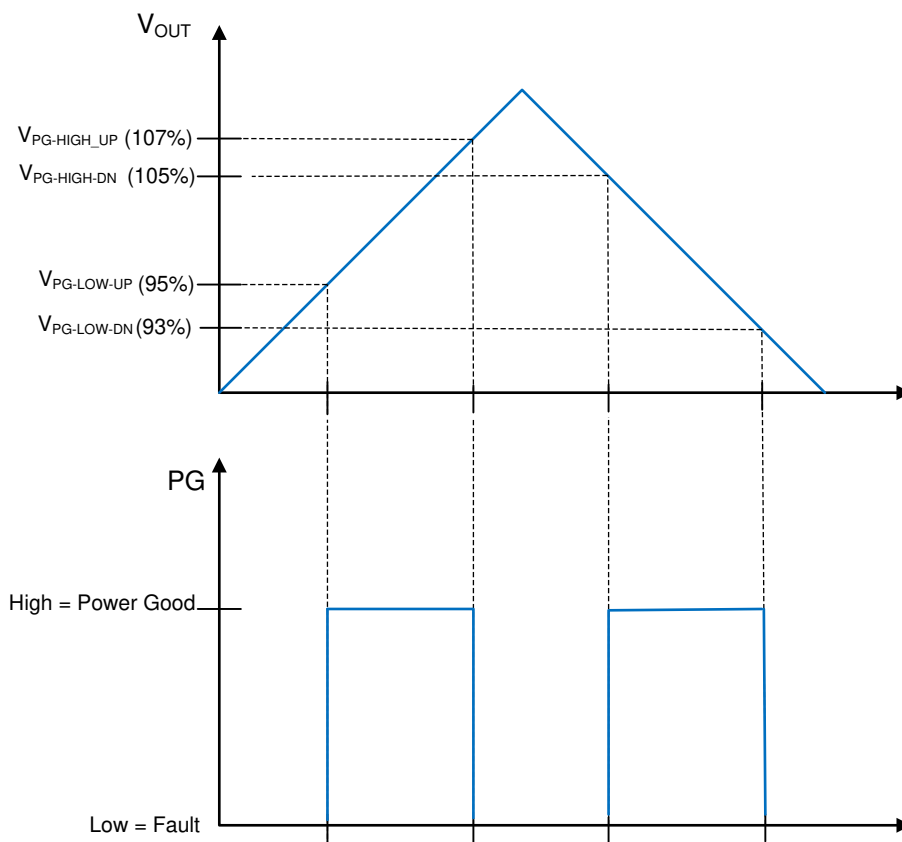 VOUT
VPG-HIGH_UP (107%)
VPG-HIGH-DN (105%)
VPG-LOW-UP (95%)
VPG-LOW-DN (93%)
PG
High = Power Good
Low = Fault